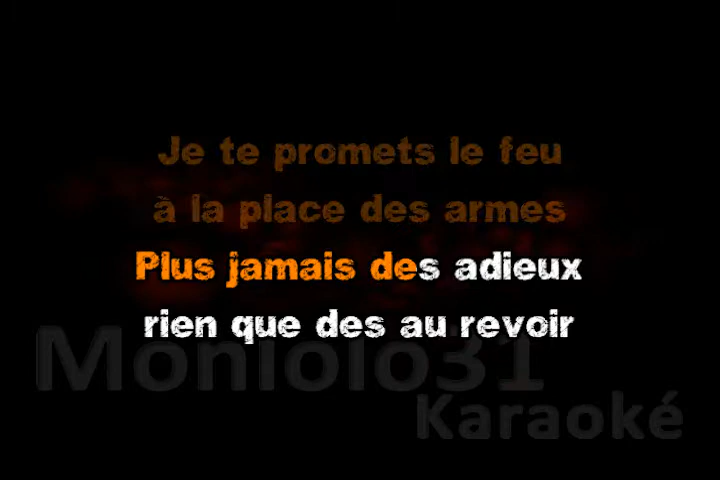 Je te promets le feu
à la place des armes
Plus jamais des adieux
rien que des au revoir
Moniolo31
Karaoké